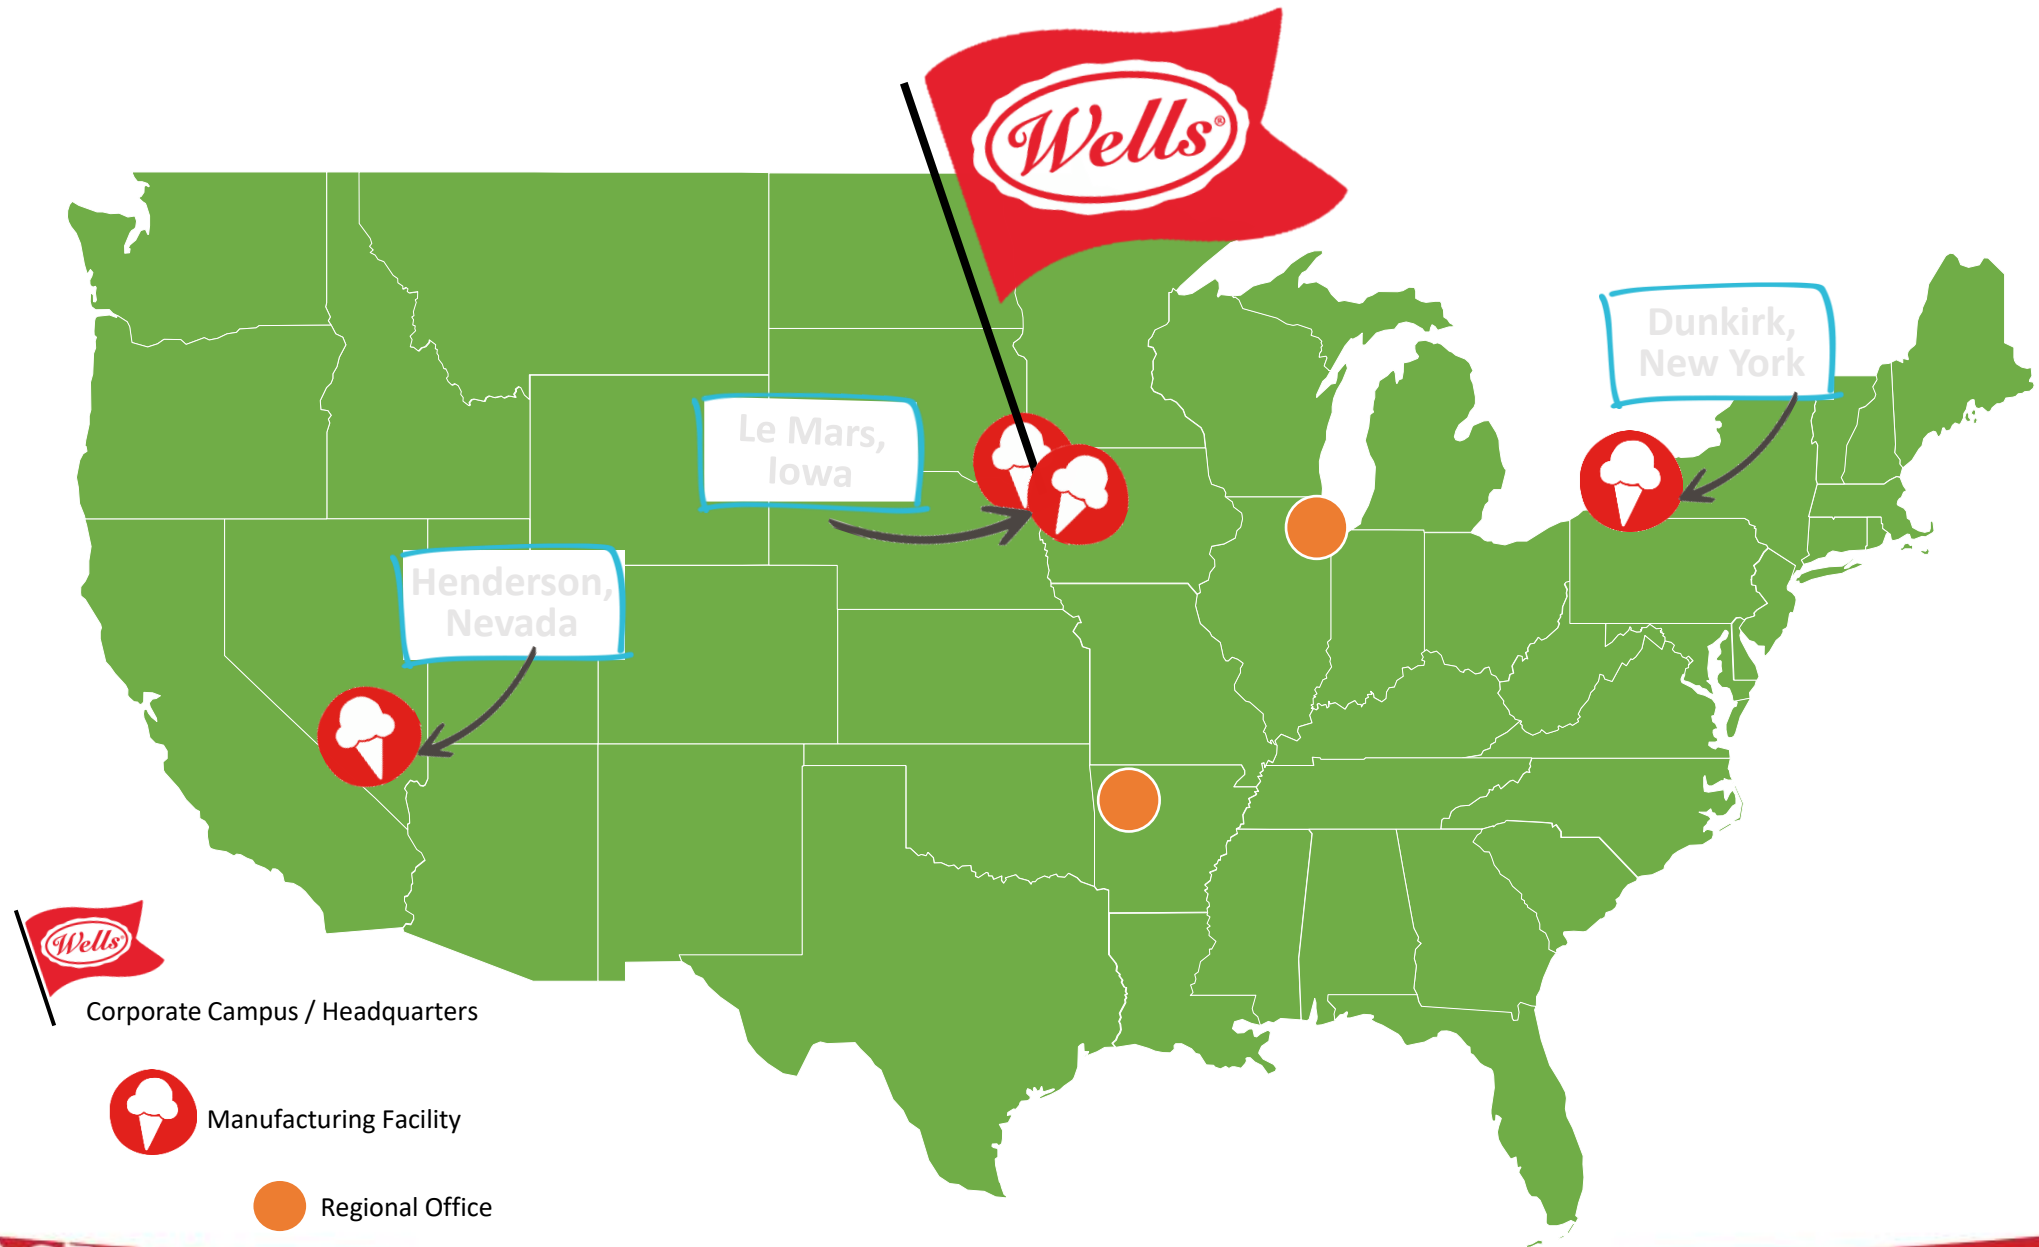 Wells®
Dunkirk,
New York
Le Mars,
Iowa
Henderson,
Nevada
Wells
Corporate Campus / Headquarters
Manufacturing Facility
Regional Office